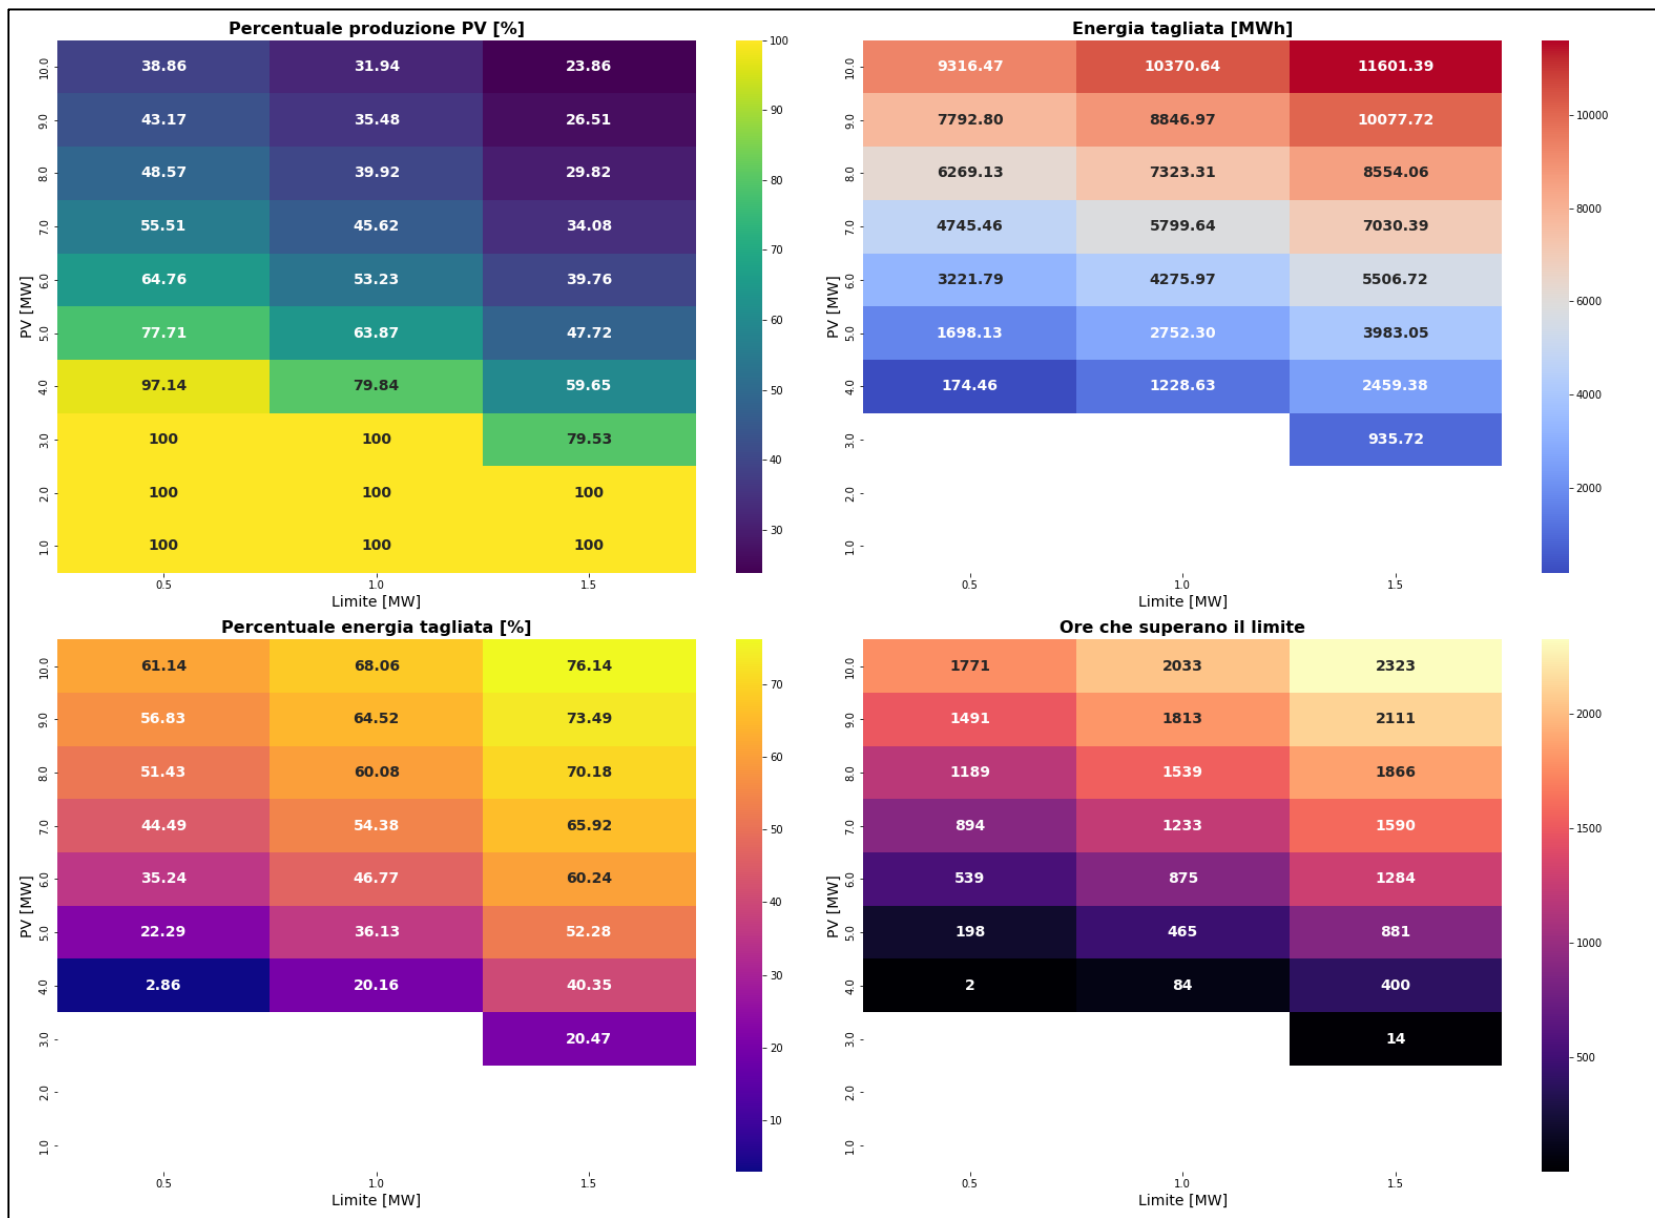 Percentuale produzione PV [%]
10.0 38.86 31.94 23.86
9.0 43.17 35.48 26.51
8.0 48.57 39.92 29.82
7.0 55.51 45.62 34.08
6.0 64.76 53.23 39.76
5.0 77.71 63.87 47.72
4.0 97.14 79.84 59.65
3.0 100 100 79.53
2.0 100 100 100
1.0 100 100 100
PV [MW]
0.5 1.0 1.5
Limite [MW]
100
90
80
70
60
50
40
30
Energia tagliata [MWh]
10.0 9316.47 10370.64 11601.39
9.0 7792.80 8846.97 10077.72
8.0 6269.13 7323.31 8554.06
7.0 4745.46 5799.64 7030.39
6.0 3221.79 4275.97 5506.72
5.0 1698.13 2752.30 3983.05
4.0 174.46 1228.63 2459.38
3.0 935.72
2.0
1.0
PV [MW]
0.5 1.0 1.5
Limite [MW]
10000
8000
6000
4000
2000
Percentuale energia tagliata [%]
10.0 61.14 68.06 76.14
9.0 56.83 64.52 73.49
8.0 51.43 60.08 70.18
7.0 44.49 54.38 65.92
6.0 35.24 46.77 60.24
5.0 22.29 36.13 52.28
4.0 2.86 20.16 40.35
3.0 20.47
2.0
1.0
PV [MW]
0.5 1.0 1.5
Limite [MW]
70
60
50
40
30
20
10
Ore che superano il limite
10.0 1771 2033 2323
9.0 1491 1813 2111
8.0 1189 1539 1866
7.0 894 1233 1590
6.0 539 875 1284
5.0 198 465 881
4.0 2 84 400
3.0 14
2.0
1.0
PV [MW]
0.5 1.0 1.5
Limite [MW]
2000
1500
1000
500